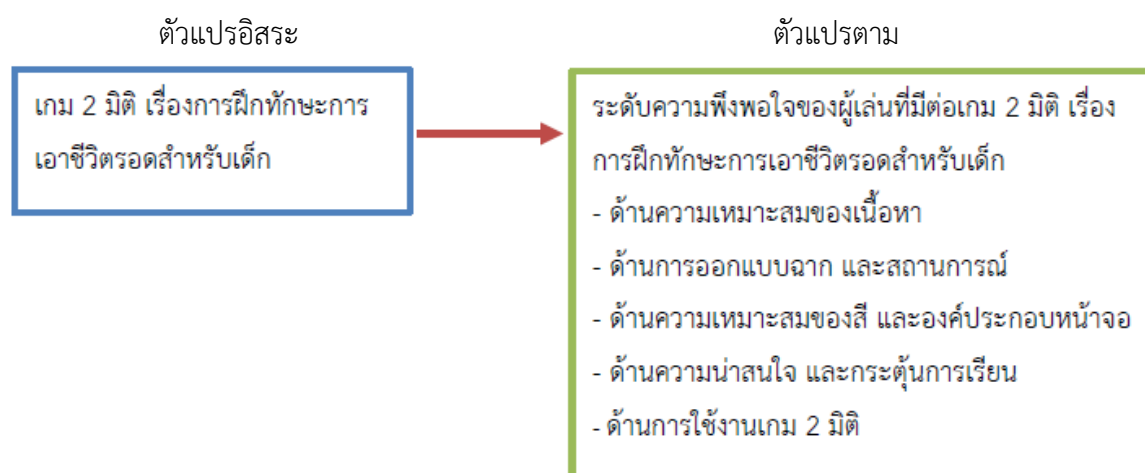 ตัวแปรอิสระ
เกม 2 มิติ เรื่องการฝึกทักษะการ
เอาชีวิตรอดสำหรับเด็ก
ตัวแปรตาม
ระดับความพึงพอใจของผู้เล่นที่มีต่อเกม 2 มิติ เรื่อง
การฝึกทักษะการเอาชีวิตรอดสำหรับเด็ก
- ด้านความเหมาะสมของเนื้อหา
- ด้านการออกแบบฉาก และสถานการณ์
- ด้านความเหมาะสมของสี และองค์ประกอบหน้าจอ
- ด้านความน่าสนใจ และกระตุ้นการเรียน
- ด้านการใช้งานเกม 2 มิติ